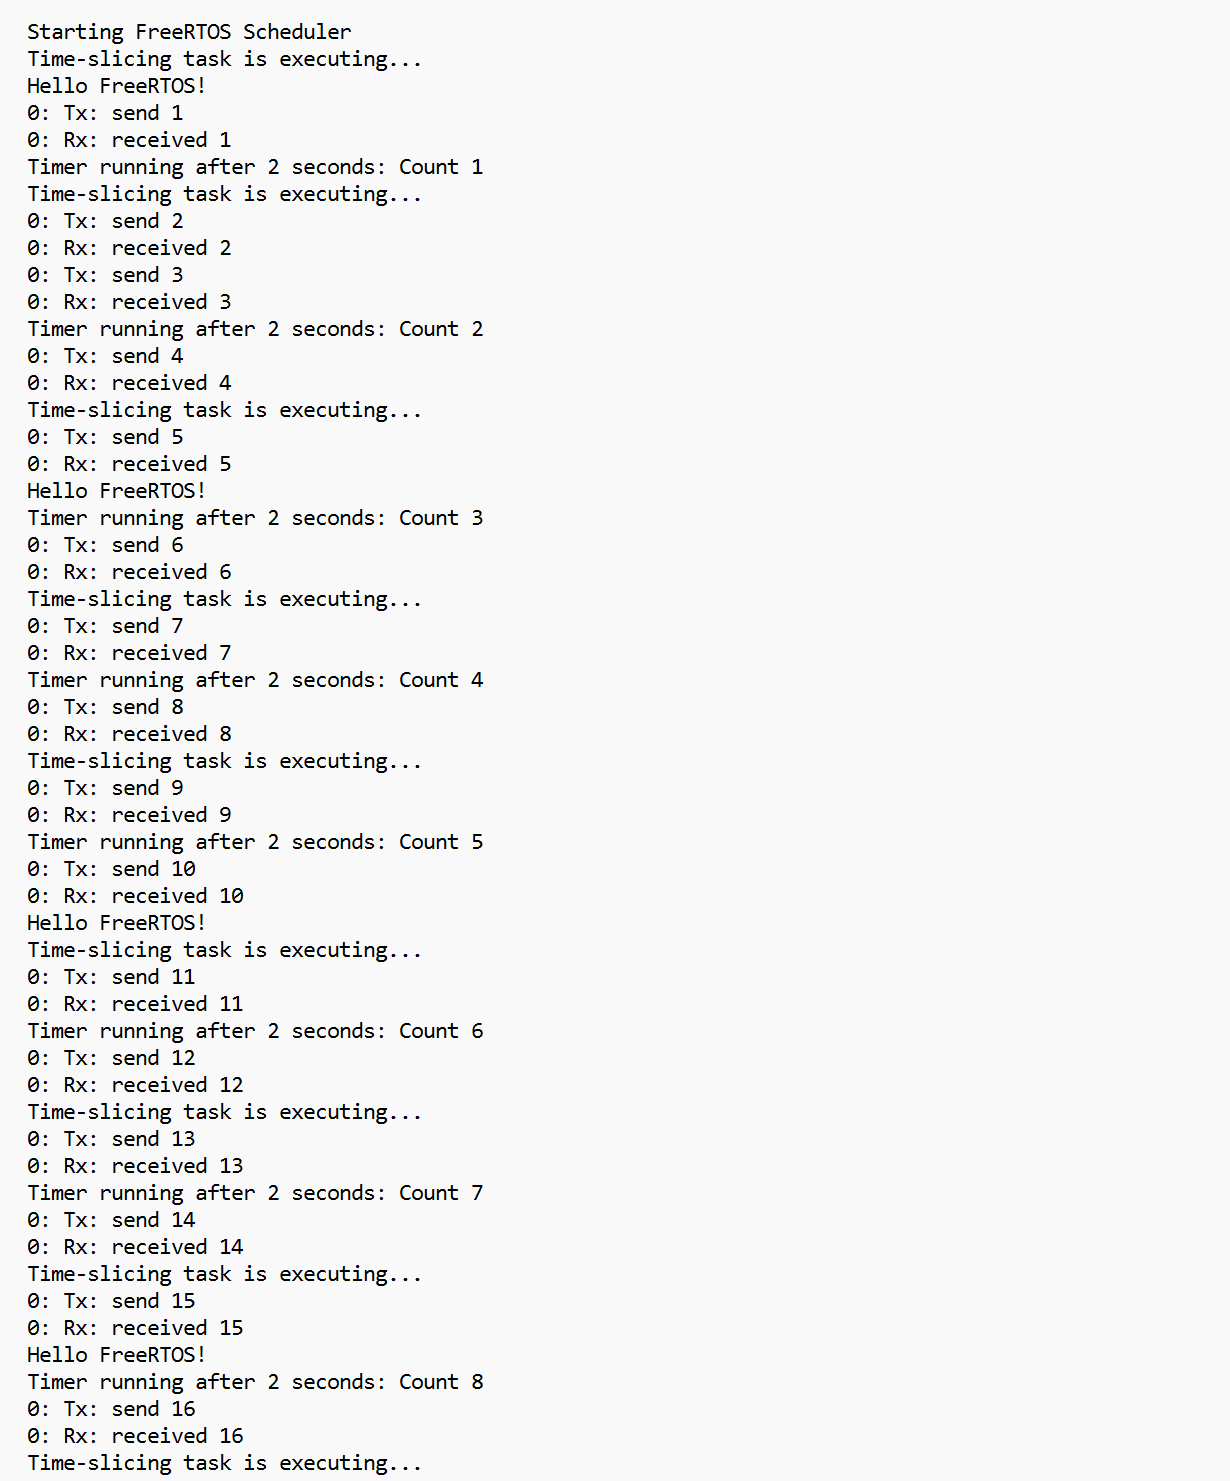 Starting FreeRTOS Scheduler
Time-slicing task is executing...
Hello FreeRTOS!
0: Tx: send 1
0: Rx: received 1
Timer running after 2 seconds: Count 1
Time-slicing task is executing...
0: Tx: send 2
0: Rx: received 2
0: Tx: send 3
0: Rx: received 3
Timer running after 2 seconds: Count 2
0: Tx: send 4
0: Rx: received 4
Time-slicing task is executing...
0: Tx: send 5
0: Rx: received 5
Hello FreeRTOS!
Timer running after 2 seconds: Count 3
0: Tx: send 6
0: Rx: received 6
Time-slicing task is executing...
0: Tx: send 7
0: Rx: received 7
Timer running after 2 seconds: Count 4
0: Tx: send 8
0: Rx: received 8
Time-slicing task is executing...
0: Tx: send 9
0: Rx: received 9
Timer running after 2 seconds: Count 5
0: Tx: send 10
0: Rx: received 10
Hello FreeRTOS!
Time-slicing task is executing...
0: Tx: send 11
0: Rx: received 11
Timer running after 2 seconds: Count 6
0: Tx: send 12
0: Rx: received 12
Time-slicing task is executing...
0: Tx: send 13
0: Rx: received 13
Timer running after 2 seconds: Count 7
0: Tx: send 14
0: Rx: received 14
Time-slicing task is executing...
0: Tx: send 15
0: Rx: received 15
Hello FreeRTOS!
Timer running after 2 seconds: Count 8
0: Tx: send 16
0: Rx: received 16
Time-slicing task is executing...